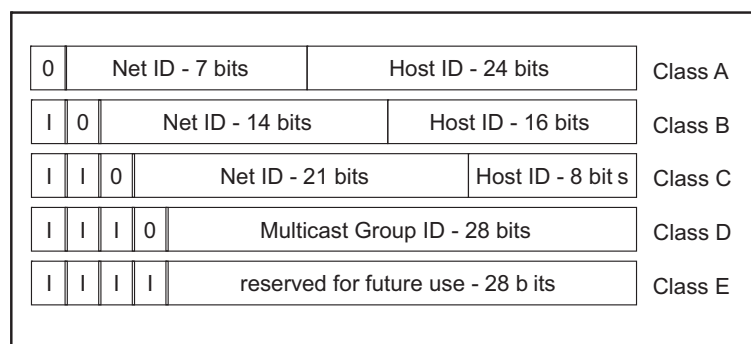 0 Net ID - 7 bits Host ID - 24 bits Class A
I 0 Net ID - 14 bits Host ID - 16 bits Class B
I I 0 Net ID - 21 bits Host ID - 8 bit s Class C
I I I 0 Multicast Group ID - 28 bits Class D
I I I I reserved for future use - 28 b its Class E